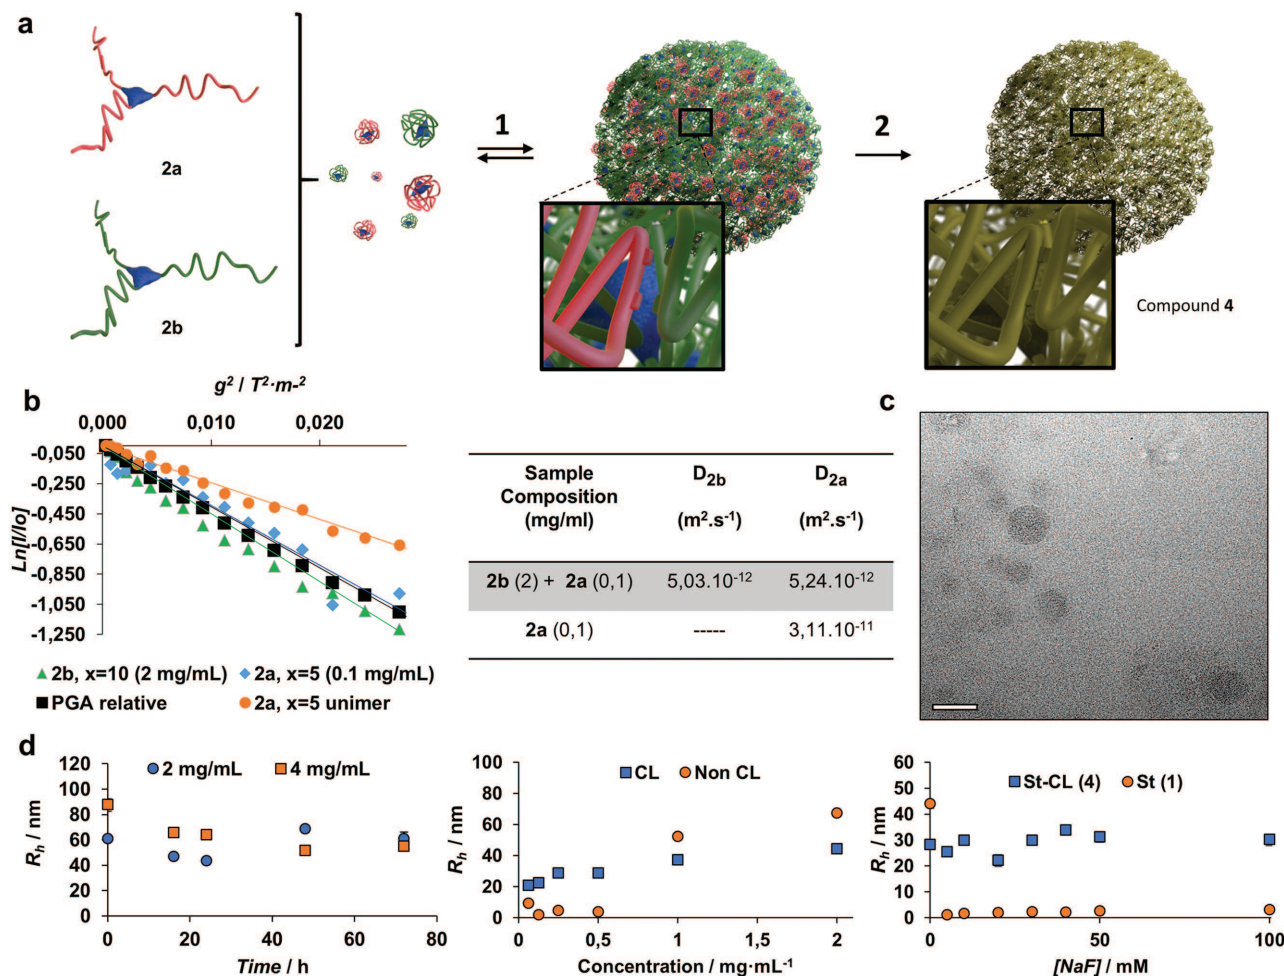 a
2a
2b
1
2
Compound 4
b
g² / T²·m-²
0,000
0,010
0,020
-0,050
-0,250
-0,450
-0,650
-0,850
-1,050
-1,250
Ln[I/Io]
2b, x=10 (2 mg/mL)
2a, x=5 (0.1 mg/mL)
PGA relative
2a, x=5 unimer
Sample Composition (mg/ml)
D2b (m².s-¹)
D2a (m².s-¹)
2b (2) + 2a (0,1)
5,03.10-¹²
5,24.10-¹²
2a (0,1)
-----
3,11.10-¹¹
c
d
2 mg/mL
4 mg/mL
Rh / nm
120
100
80
60
40
20
0
0
20
40
60
80
Time / h
CL
Non CL
Rh / nm
100
80
60
40
20
0
0
0,5
1
1,5
2
Concentration / mg·mL-¹
St-CL (4)
St (1)
Rh / nm
60
50
40
30
20
10
0
0
50
100
[NaF] / mM